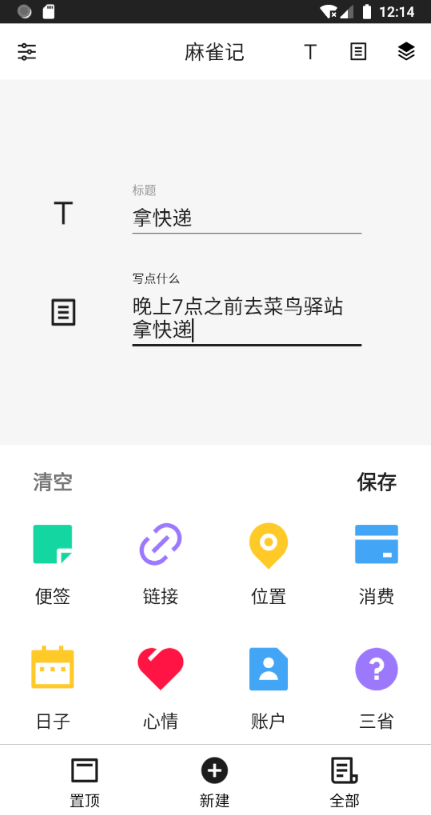 12:14
麻雀记
标题
拿快递
写点什么
晚上7点之前去菜鸟驿站
拿快递
清空 保存
便签 链接 位置 消费
日子 心情 账户 三省
置顶 新建 全部